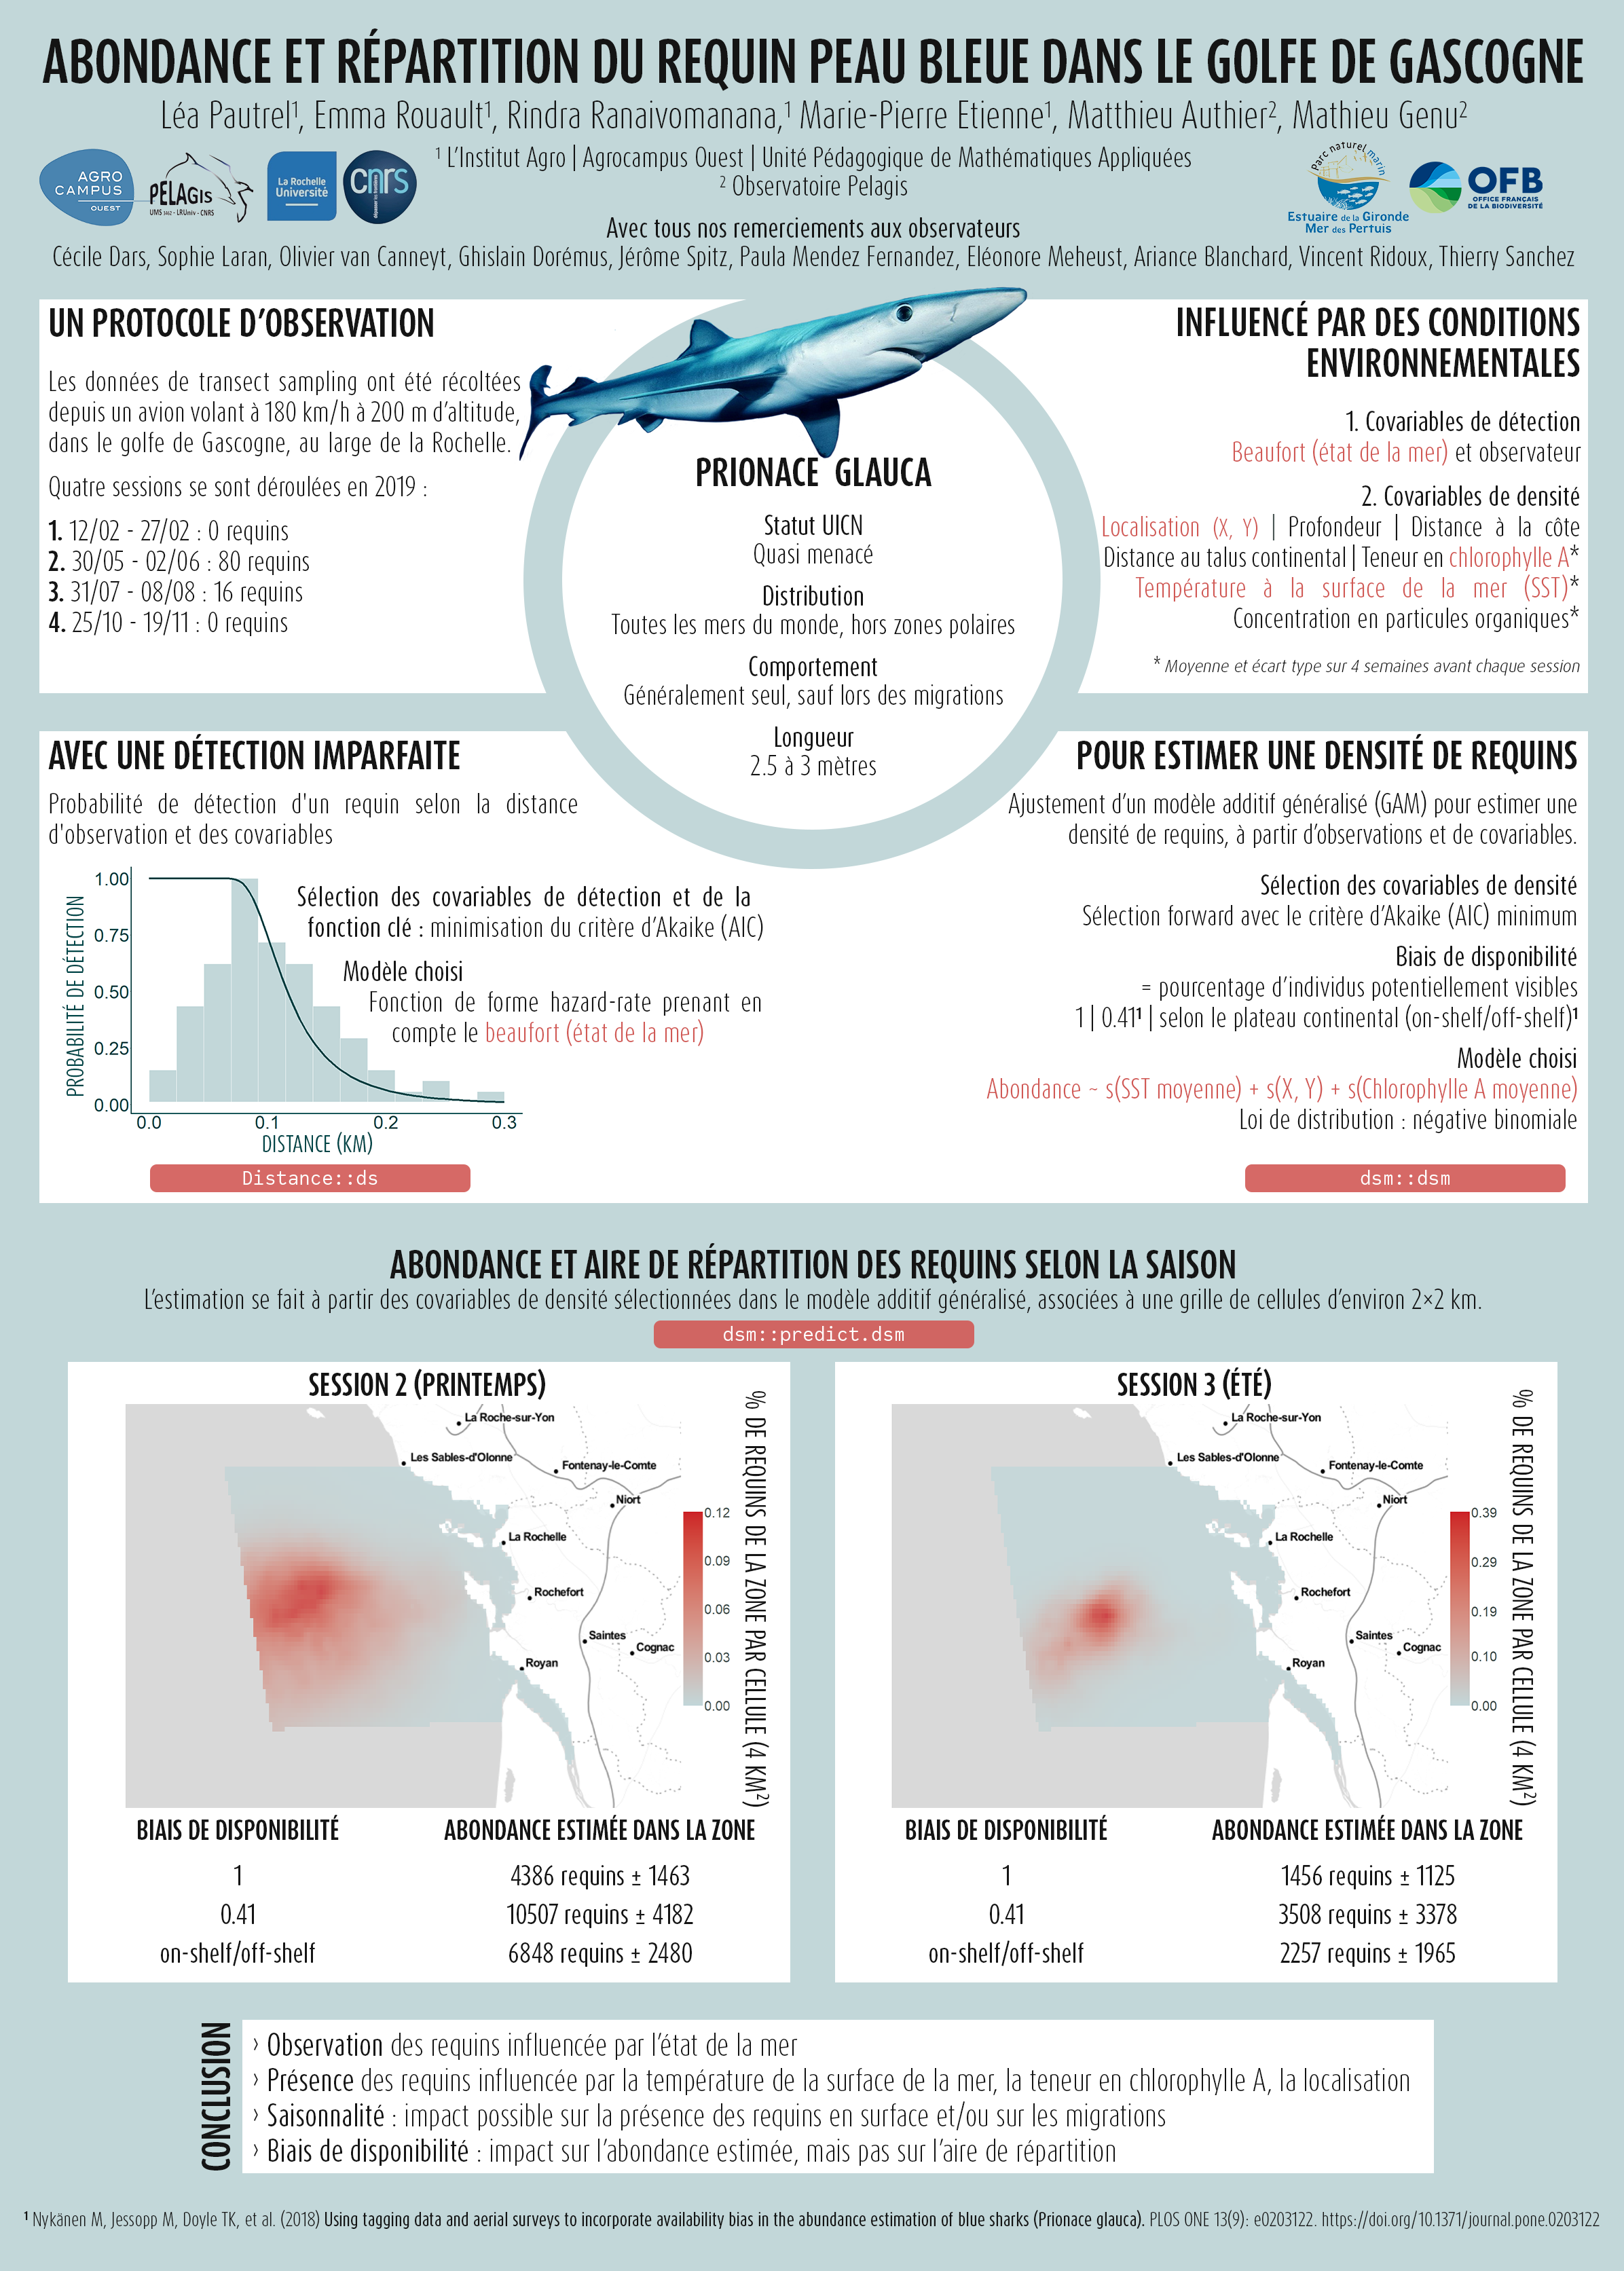 ABONDANCE ET RÉPARTITION DU REQUIN PEAU BLEUE DANS LE GOLFE DE GASCOGNE
Léa Pautrel¹, Emma Rouault¹, Rindra Ranaivomanana,¹ Marie-Pierre Etienne¹, Matthieu Authier², Mathieu Genu²
AGRO
CAMPUS
OUEST
PELAGIS
UMS 3462 - LRUniv - CNRS
La Rochelle
Université
cnrs
¹ L'Institut Agro | Agrocampus Ouest | Unité Pédagogique de Mathématiques Appliquées
² Observatoire Pelagis
Parc naturel marin
Estuaire de la Gironde
Mer des Pertuis
OFB
OFFICE FRANÇAIS
DE LA BIODIVERSITÉ
Avec tous nos remerciements aux observateurs
Cécile Dars, Sophie Laran, Olivier van Canneyt, Ghislain Dorémus, Jérôme Spitz, Paula Mendez Fernandez, Eléonore Meheust, Ariance Blanchard, Vincent Ridoux, Thierry Sanchez
UN PROTOCOLE D'OBSERVATION
Les données de transect sampling ont été récoltées
depuis un avion volant à 180 km/h à 200 m d'altitude,
dans le golfe de Gascogne, au large de la Rochelle.
Quatre sessions se sont déroulées en 2019 :
1. 12/02 - 27/02 : 0 requins
2. 30/05 - 02/06 : 80 requins
3. 31/07 - 08/08 : 16 requins
4. 25/10 - 19/11 : 0 requins
PRIONACE GLAUCA
Statut UICN
Quasi menacé
Distribution
Toutes les mers du monde, hors zones polaires
Comportement
Généralement seul, sauf lors des migrations
Longueur
2.5 à 3 mètres
INFLUENCÉ PAR DES CONDITIONS
ENVIRONNEMENTALES
1. Covariables de détection
Beaufort (état de la mer) et observateur
2. Covariables de densité
Localisation (X, Y) | Profondeur | Distance à la côte
Distance au talus continental | Teneur en chlorophylle A*
Température à la surface de la mer (SST)*
Concentration en particules organiques*
* Moyenne et écart type sur 4 semaines avant chaque session
AVEC UNE DÉTECTION IMPARFAITE
Probabilité de détection d'un requin selon la distance
d'observation et des covariables
PROBABILITÉ DE DÉTECTION
1.00
0.75
0.50
0.25
0.00
0.0 0.1 0.2 0.3
DISTANCE (KM)
Sélection des covariables de détection et de la
fonction clé : minimisation du critère d'Akaike (AIC)
Modèle choisi
Fonction de forme hazard-rate prenant en
compte le beaufort (état de la mer)
Distance::ds
POUR ESTIMER UNE DENSITÉ DE REQUINS
Ajustement d'un modèle additif généralisé (GAM) pour estimer une
densité de requins, à partir d'observations et de covariables.
Sélection des covariables de densité
Sélection forward avec le critère d'Akaike (AIC) minimum
Biais de disponibilité
= pourcentage d'individus potentiellement visibles
1 | 0.41¹ | selon le plateau continental (on-shelf/off-shelf)¹
Modèle choisi
Abondance ~ s(SST moyenne) + s(X, Y) + s(Chlorophylle A moyenne)
Loi de distribution : négative binomiale
dsm::dsm
ABONDANCE ET AIRE DE RÉPARTITION DES REQUINS SELON LA SAISON
L'estimation se fait à partir des covariables de densité sélectionnées dans le modèle additif généralisé, associées à une grille de cellules d'environ 2×2 km.
dsm::predict.dsm
SESSION 2 (PRINTEMPS)
La Roche-sur-Yon
Les Sables-d'Olonne
Fontenay-le-Comte
Niort
La Rochelle
Rochefort
Saintes
Cognac
Royan
0.12
0.09
0.06
0.03
0.00
% DE REQUINS DE LA ZONE PAR CELLULE (4 KM²)
BIAIS DE DISPONIBILITÉ ABONDANCE ESTIMÉE DANS LA ZONE
1 4386 requins ± 1463
0.41 10507 requins ± 4182
on-shelf/off-shelf 6848 requins ± 2480
SESSION 3 (ÉTÉ)
La Roche-sur-Yon
Les Sables-d'Olonne
Fontenay-le-Comte
Niort
La Rochelle
Rochefort
Saintes
Cognac
Royan
0.39
0.29
0.19
0.10
0.00
% DE REQUINS DE LA ZONE PAR CELLULE (4 KM²)
BIAIS DE DISPONIBILITÉ ABONDANCE ESTIMÉE DANS LA ZONE
1 1456 requins ± 1125
0.41 3508 requins ± 3378
on-shelf/off-shelf 2257 requins ± 1965
CONCLUSION
› Observation des requins influencée par l'état de la mer
› Présence des requins influencée par la température de la surface de la mer, la teneur en chlorophylle A, la localisation
› Saisonnalité : impact possible sur la présence des requins en surface et/ou sur les migrations
› Biais de disponibilité : impact sur l'abondance estimée, mais pas sur l'aire de répartition
¹ Nykänen M, Jessopp M, Doyle TK, et al. (2018) Using tagging data and aerial surveys to incorporate availability bias in the abundance estimation of blue sharks (Prionace glauca). PLOS ONE 13(9): e0203122. https://doi.org/10.1371/journal.pone.0203122